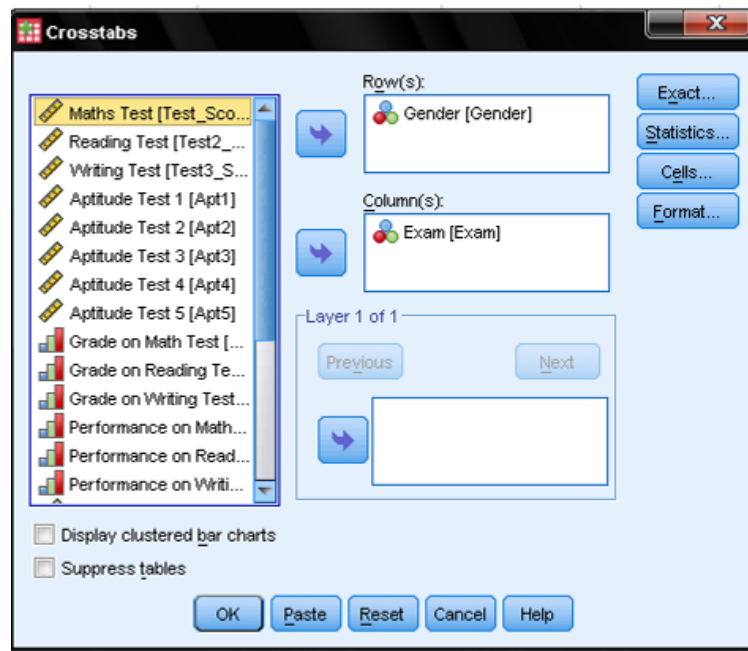 Crosstabs
Row(s):
Gender [Gender]
Column(s):
Exam [Exam]
Layer 1 of 1
Previous
Next
Maths Test [Test_Sco...
Reading Test [Test2_...
Writing Test [Test3_S...
Aptitude Test 1 [Apt1]
Aptitude Test 2 [Apt2]
Aptitude Test 3 [Apt3]
Aptitude Test 4 [Apt4]
Aptitude Test 5 [Apt5]
Grade on Math Test [...
Grade on Reading Te...
Grade on Writing Test...
Performance on Math...
Performance on Read...
Performance on Writi...
Exact...
Statistics...
Cells...
Format...
Display clustered bar charts
Suppress tables
OK
Paste
Reset
Cancel
Help